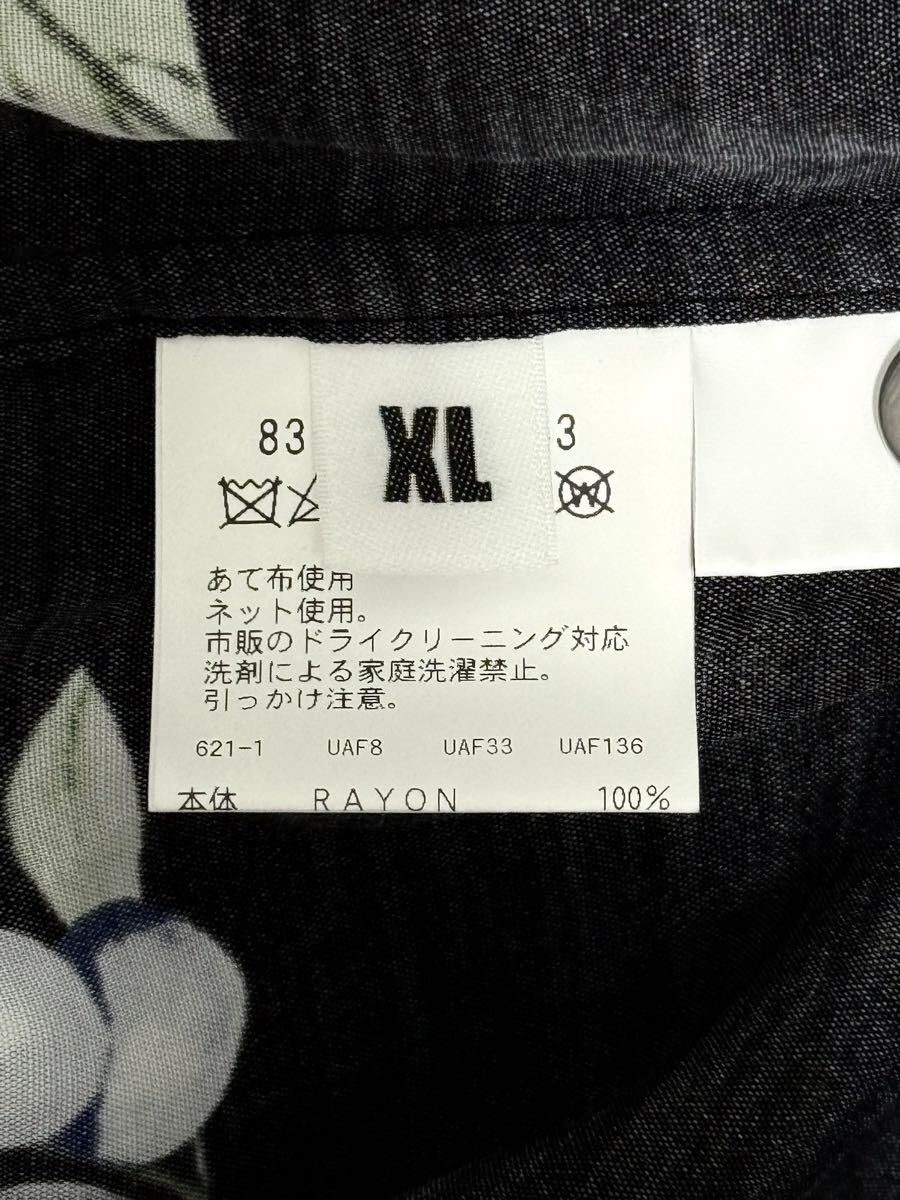 83 XL 3
あて布使用
ネット使用。
市販のドライクリーニング対応
洗剤による家庭洗濯禁止。
引っかけ注意。
621-1 UAF8 UAF33 UAF136
本体 RAYON 100%